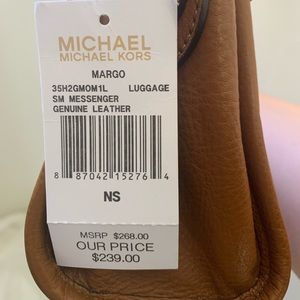 MICHAEL
MICHAEL KORS
MARGO
35H2GMOM1L LUGGAGE
SM MESSENGER
GENUINE LEATHER
8 87042 15276 4
NS
MSRP $268.00
OUR PRICE
$239.00